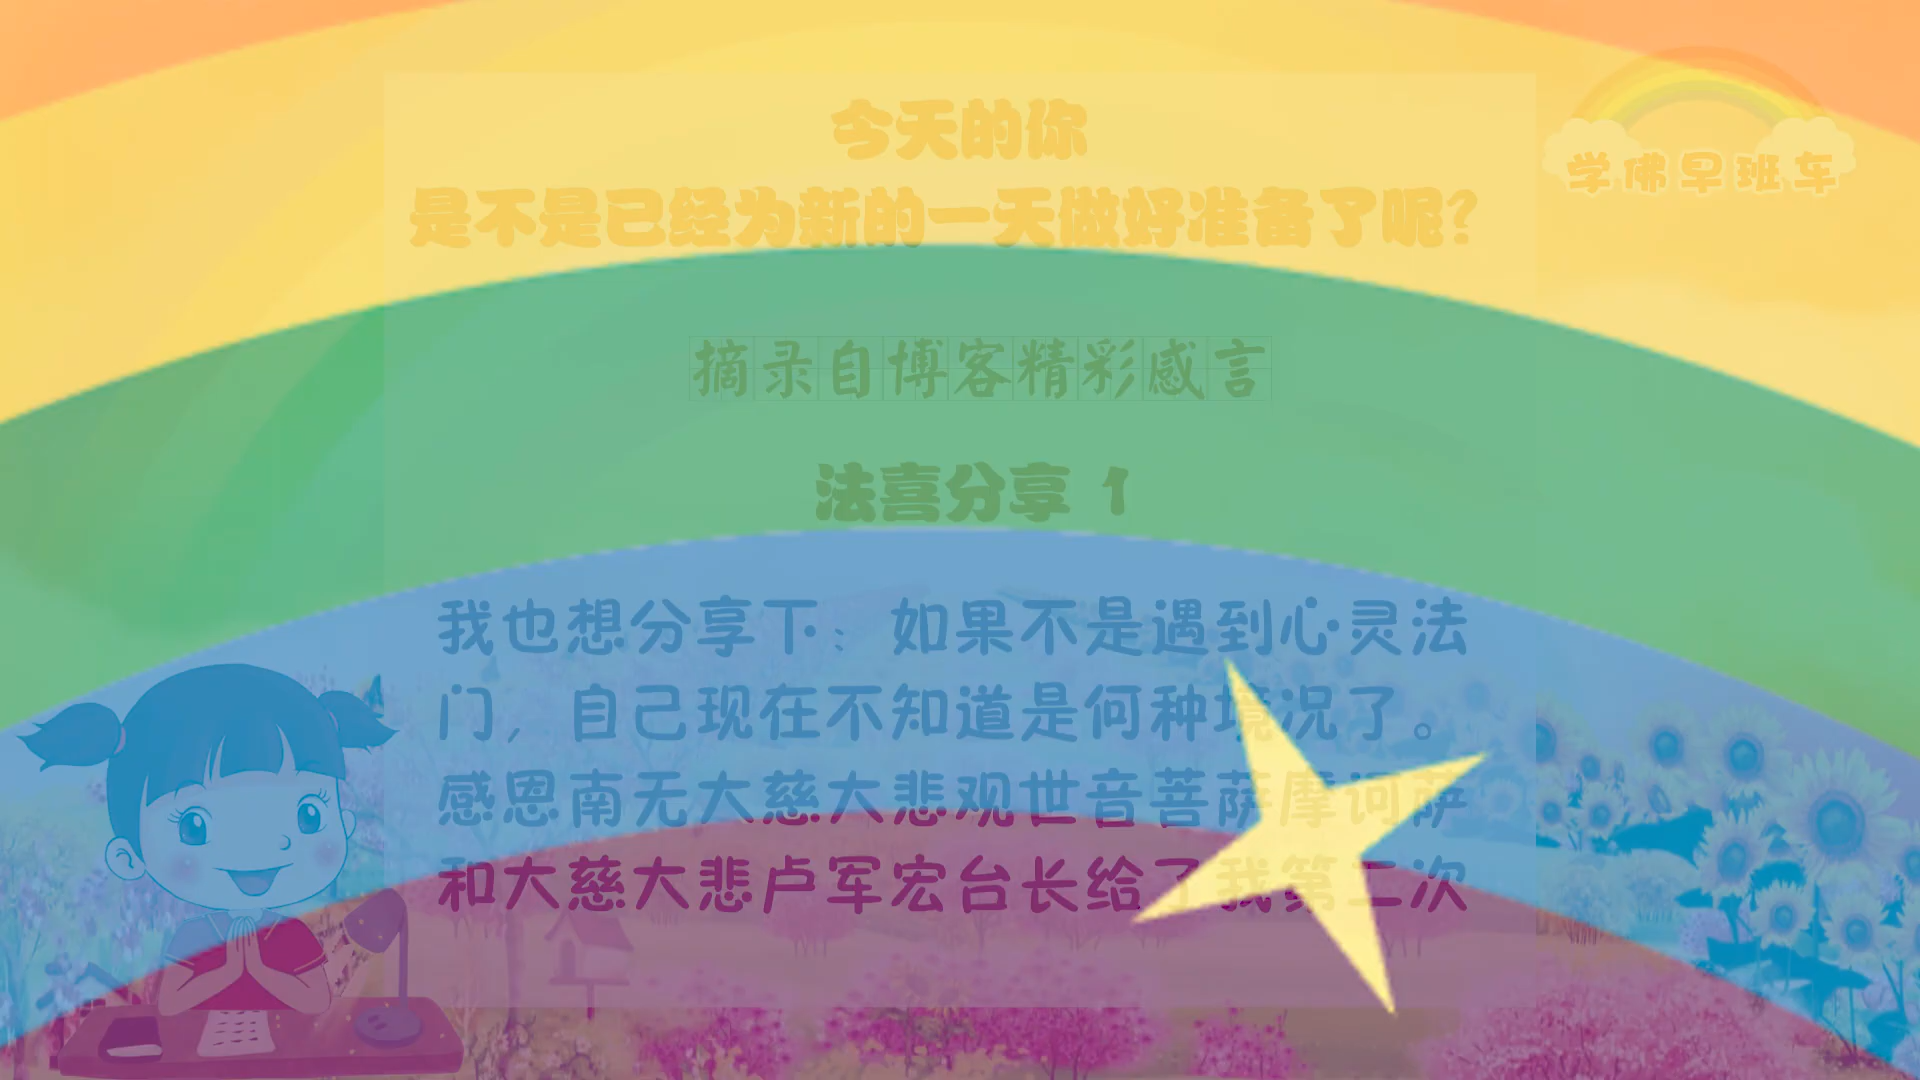 今天的你
是不是已经为新的一天做好准备了呢?
学佛早班车
摘录自博客精彩感言
法喜分享 1
我也想分享下：如果不是遇到心灵法
门，自己现在不知道是何种境况了。
感恩南无大慈大悲观世音菩萨摩诃萨
和大慈大悲卢军宏台长给了我第二次